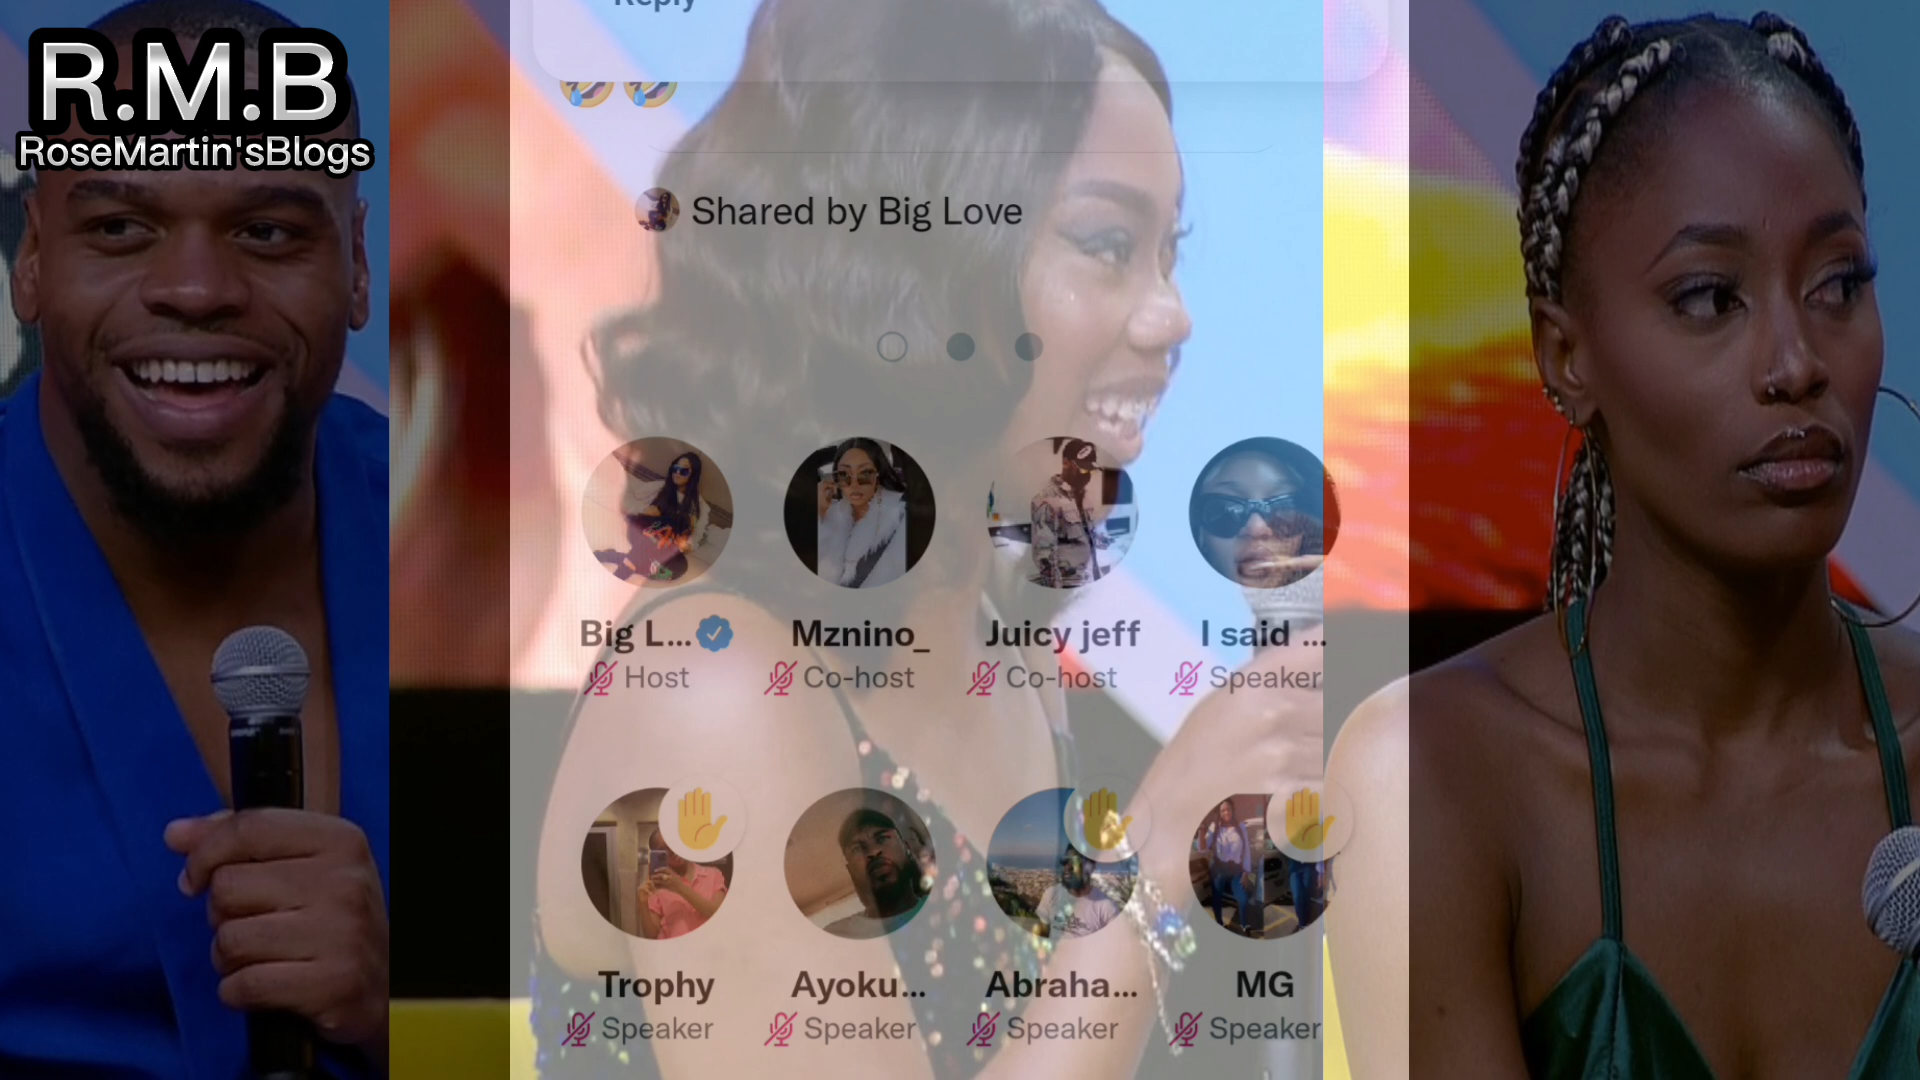 R.M.B
RoseMartin'sBlogs
Reply
Shared by Big Love
Big L...
Mznino_
Juicy jeff
I said ...
Host
Co-host
Co-host
Speaker
Trophy
Ayoku...
Abraha...
MG
Speaker
Speaker
Speaker
Speaker